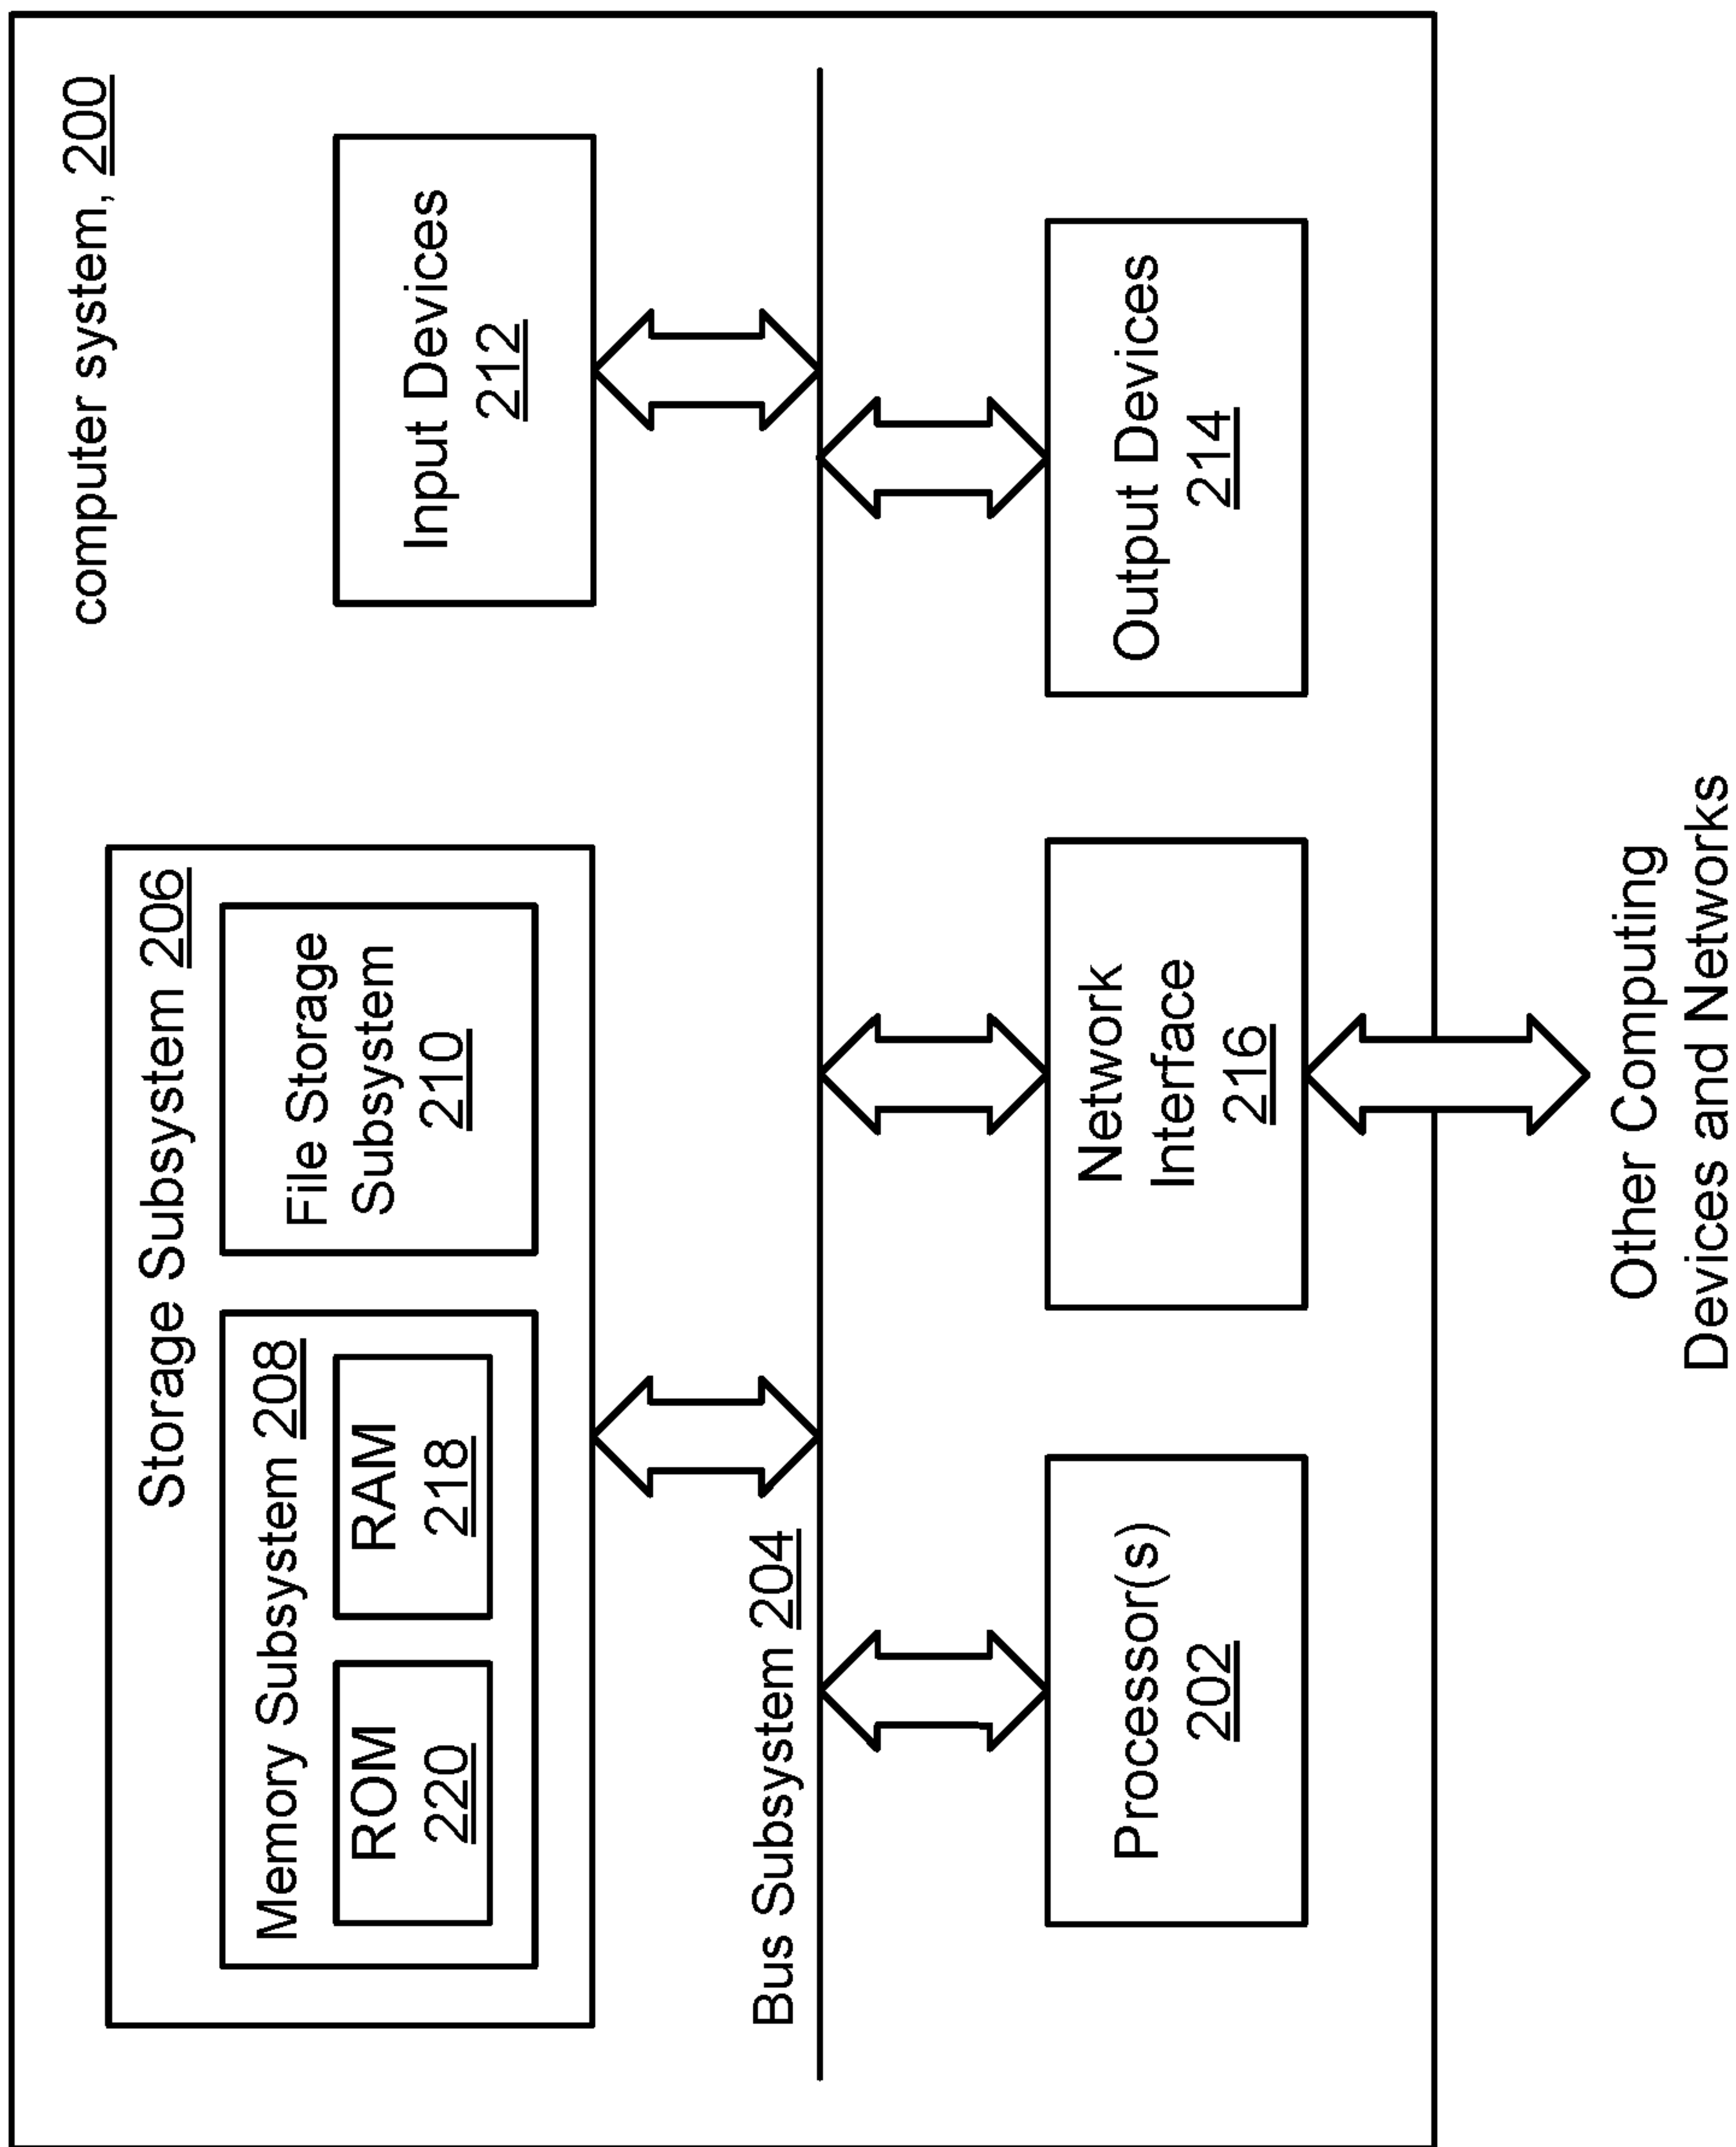 computer system, 200
Storage Subsystem 206
Memory Subsystem 208
ROM
220
RAM
218
File Storage
Subsystem
210
Input Devices
212
Bus Subsystem 204
Processor(s)
202
Network
Interface
216
Output Devices
214
Other Computing
Devices and Networks